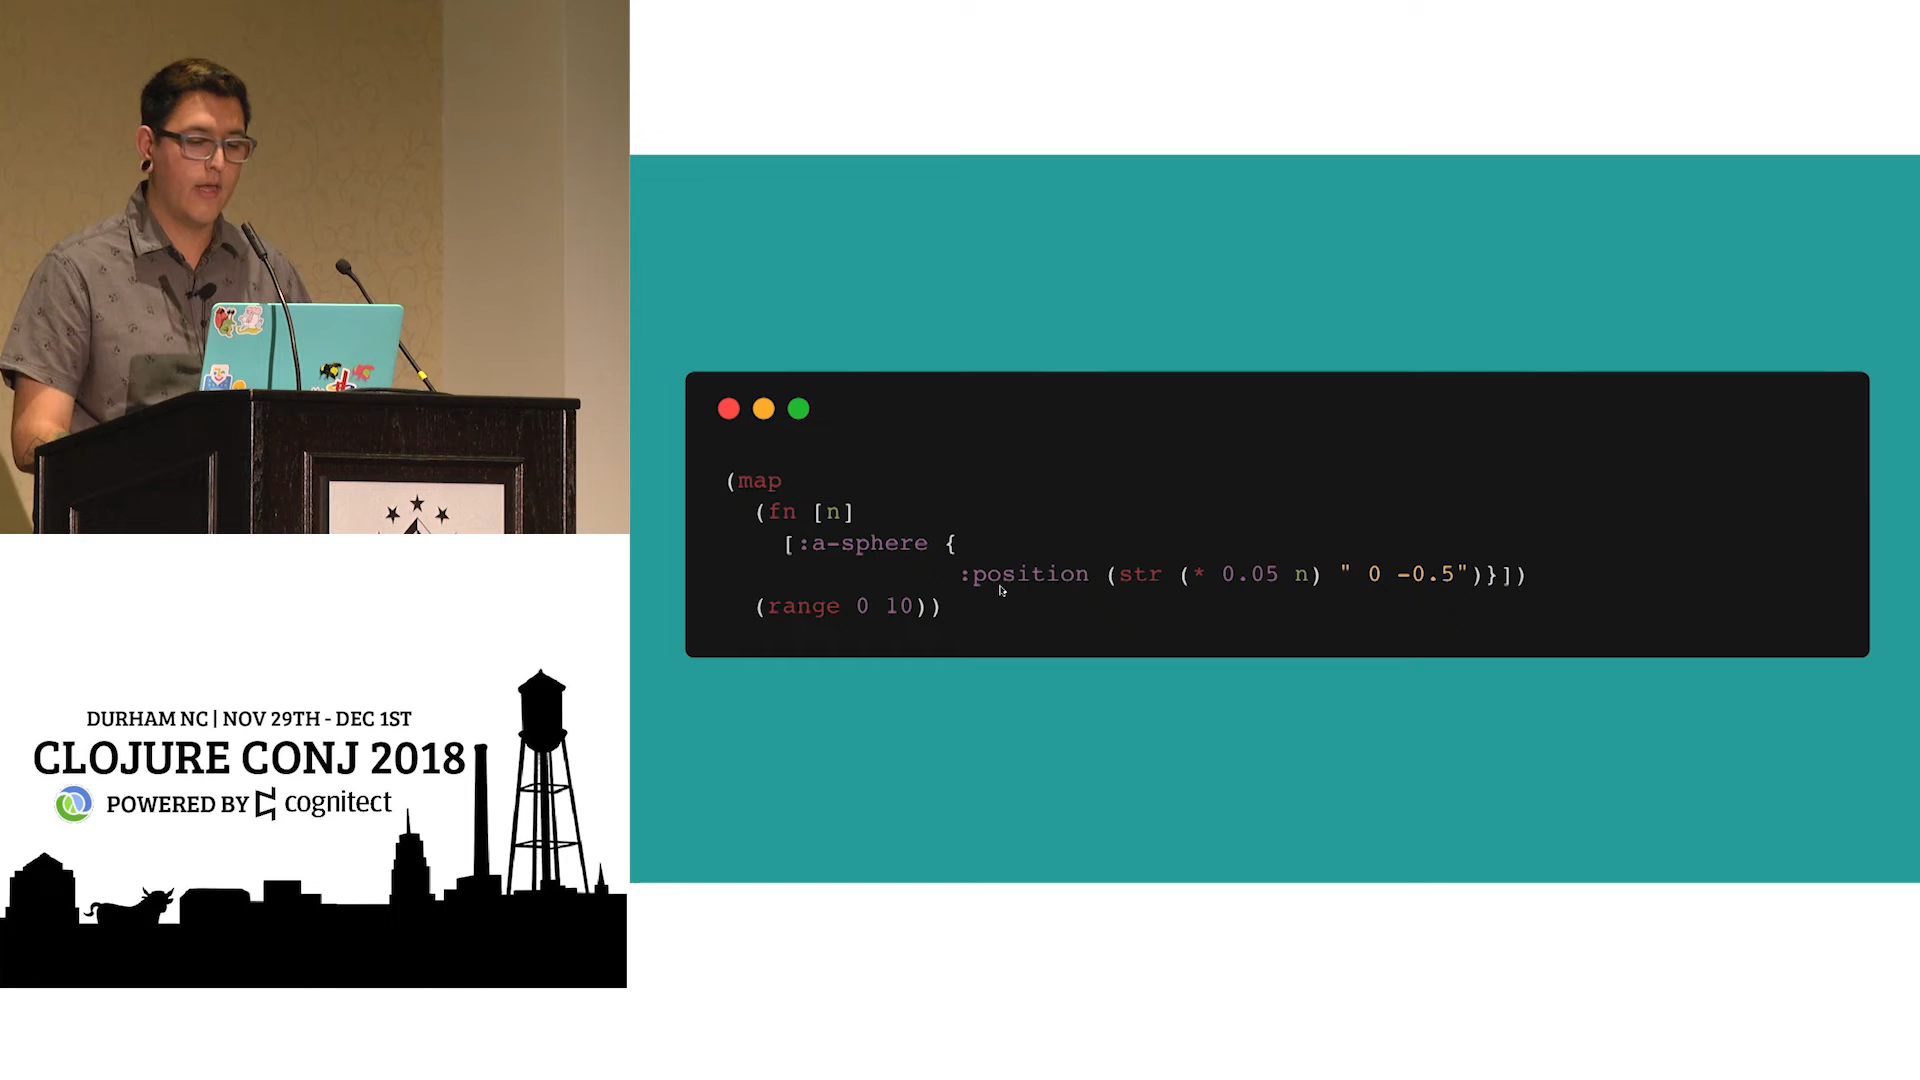 (map
(fn [n]
[:a-sphere {
:position (str (* 0.05 n) " 0 -0.5")}])
(range 0 10))
DURHAM NC | NOV 29TH - DEC 1ST
CLOJURE CONJ 2018
POWERED BY cognitect